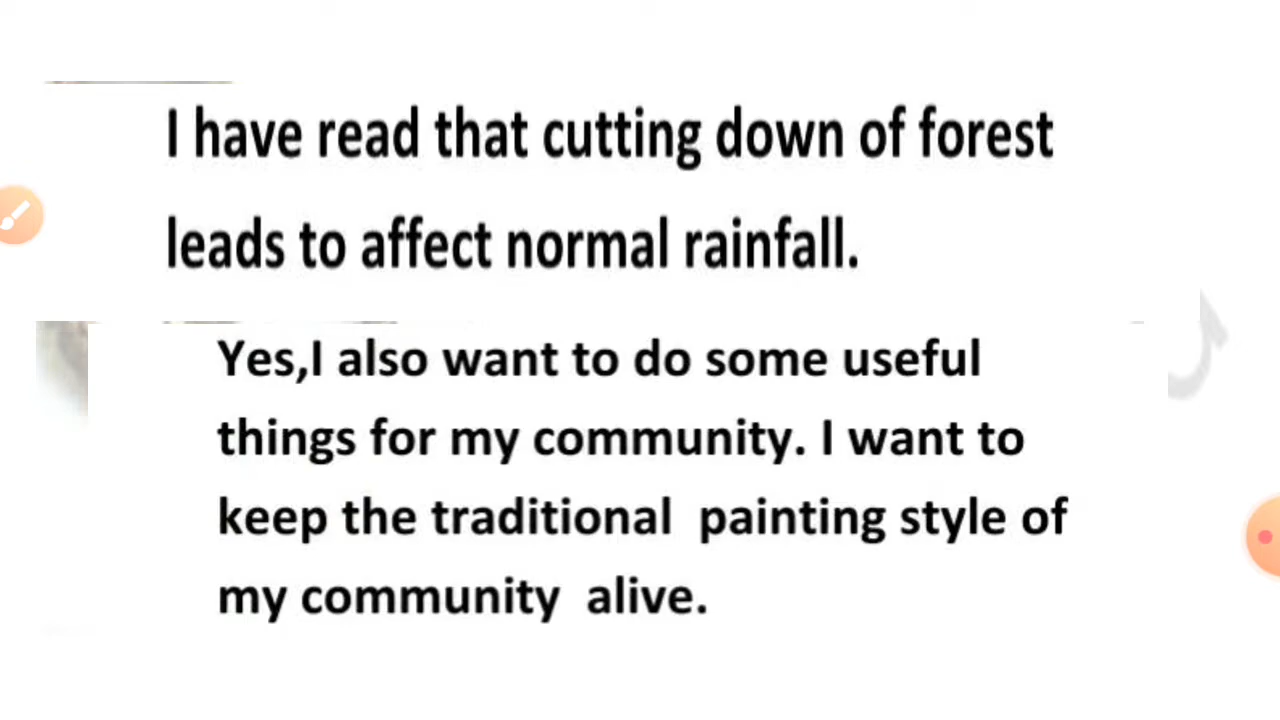 I have read that cutting down of forest
leads to affect normal rainfall.
Yes,I also want to do some useful
things for my community. I want to
keep the traditional painting style of
my community alive.